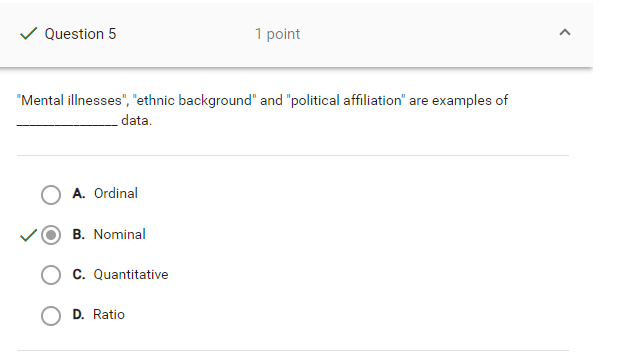 Question 5 1 point
"Mental illnesses", "ethnic background" and "political affiliation" are examples of
________________ data.
A. Ordinal
B. Nominal
C. Quantitative
D. Ratio